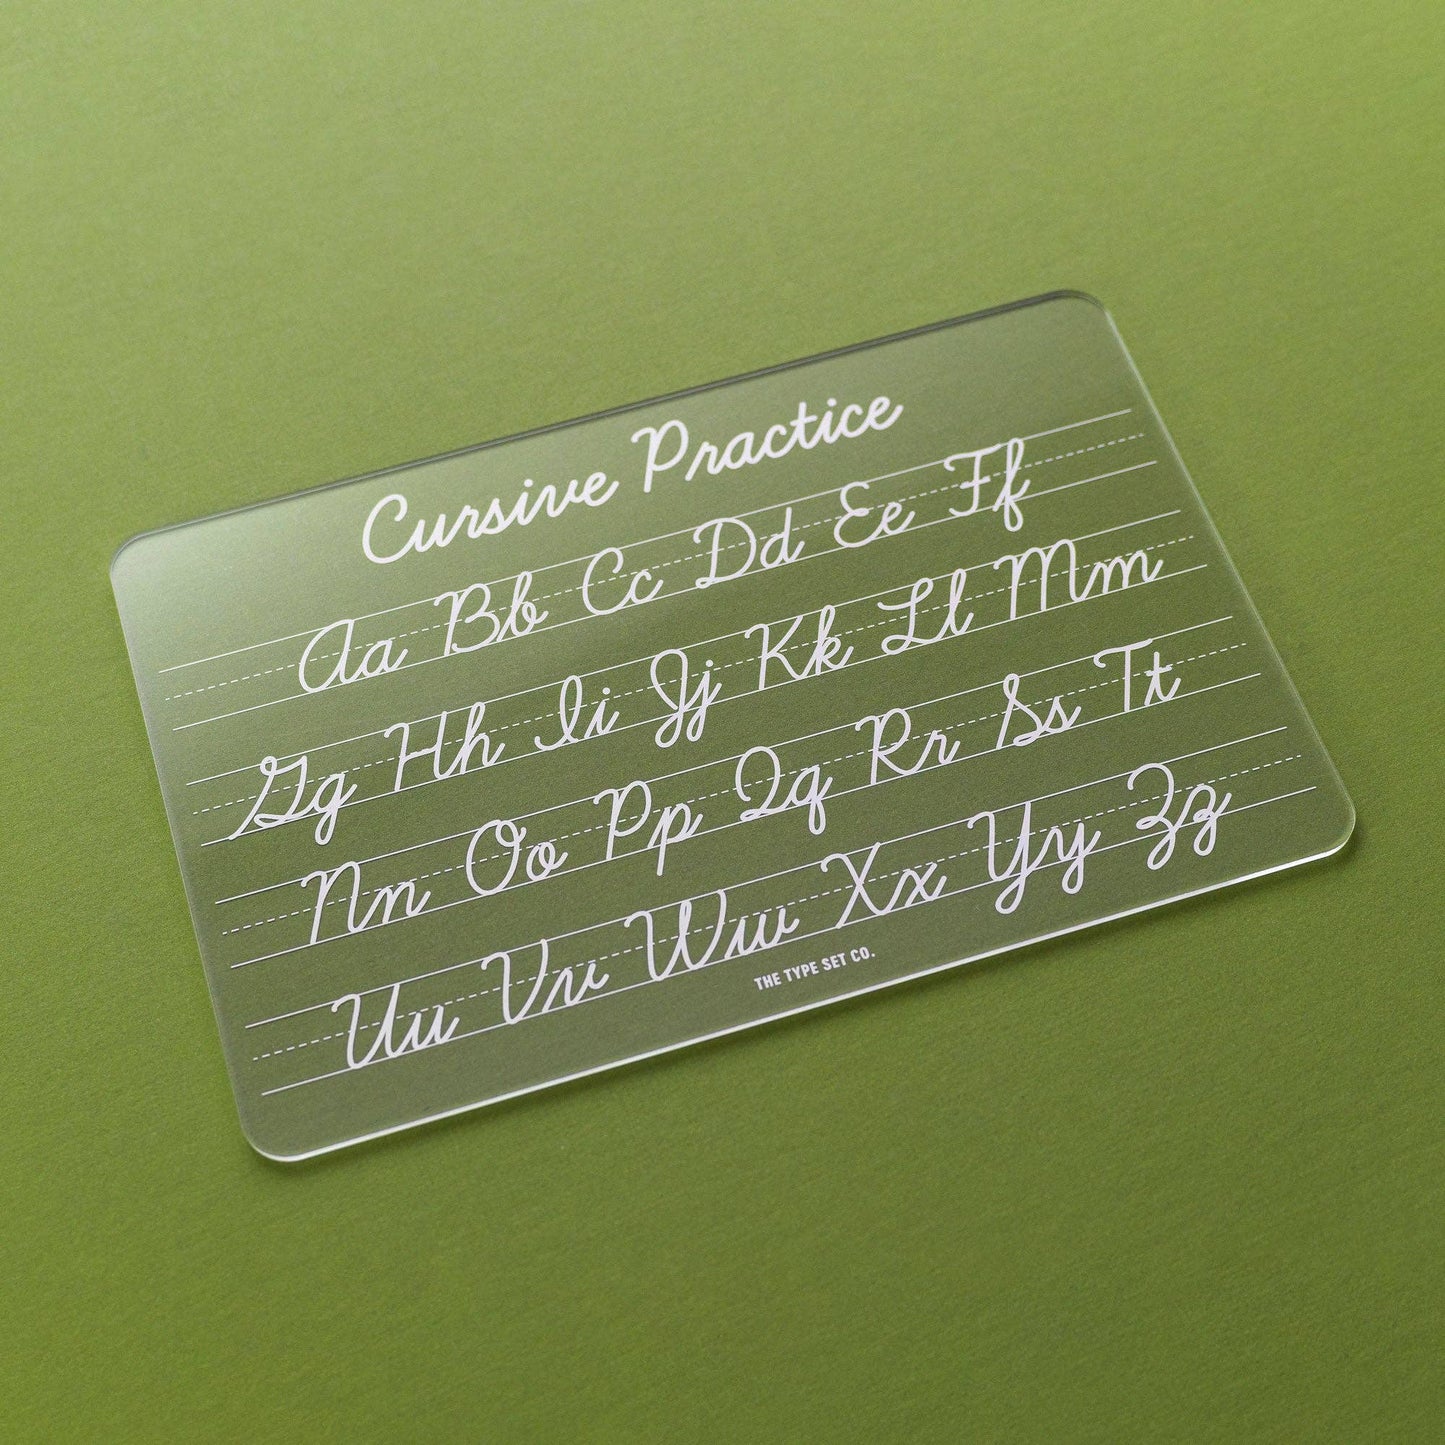 Cursive Practice
Aa Bb Cc Dd Ee Ff
Gg Hh Ii Jj Kk Ll Mm
Nn Oo Pp Qq Rr Ss Tt
Uu Vv Ww Xx Yy Zz
THE TYPE SET CO.